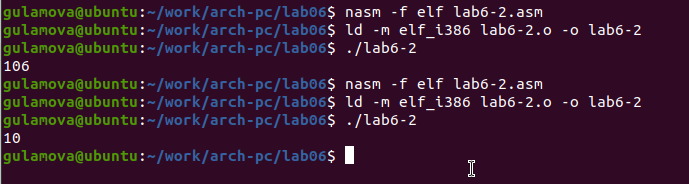 gulamova@ubuntu:~/work/arch-pc/lab06$ nasm -f elf lab6-2.asm
gulamova@ubuntu:~/work/arch-pc/lab06$ ld -m elf_i386 lab6-2.o -o lab6-2
gulamova@ubuntu:~/work/arch-pc/lab06$ ./lab6-2
106
gulamova@ubuntu:~/work/arch-pc/lab06$ nasm -f elf lab6-2.asm
gulamova@ubuntu:~/work/arch-pc/lab06$ ld -m elf_i386 lab6-2.o -o lab6-2
gulamova@ubuntu:~/work/arch-pc/lab06$ ./lab6-2
10
gulamova@ubuntu:~/work/arch-pc/lab06$